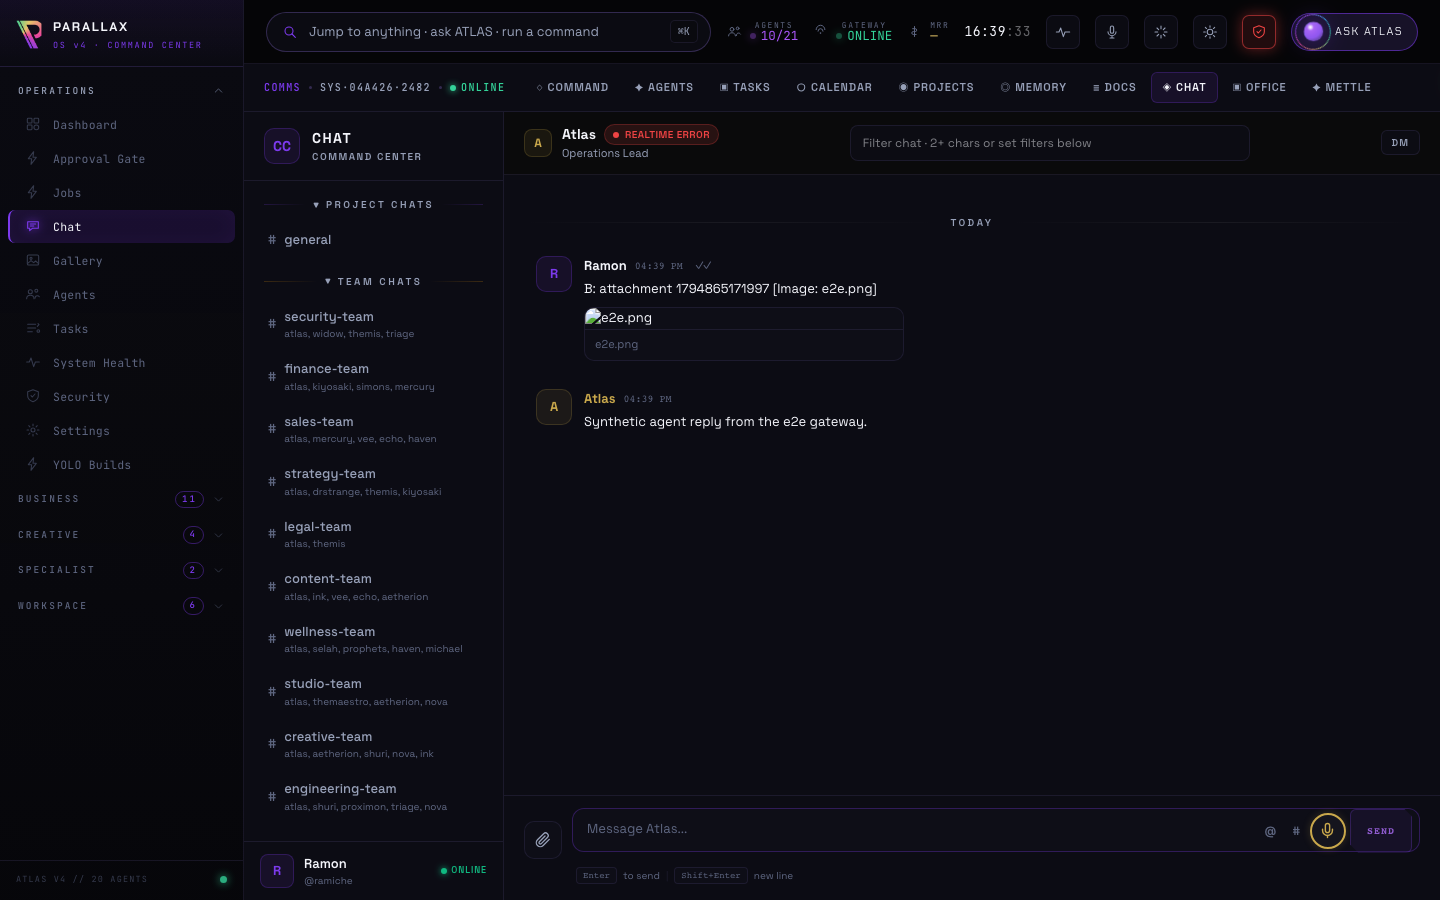 PARALLAX
OS v4 · COMMAND CENTER
OPERATIONS
Dashboard
Approval Gate
Jobs
Chat
Gallery
Agents
Tasks
System Health
Security
Settings
YOLO Builds
BUSINESS 11
CREATIVE 4
SPECIALIST 2
WORKSPACE 6
ATLAS V4 // 20 AGENTS
Jump to anything · ask ATLAS · run a command ⌘K
AGENTS
10/21
GATEWAY
ONLINE
MRR
—
16:39:33
ASK ATLAS
COMMS · SYS·04A426·2482 · ONLINE
COMMAND
AGENTS
TASKS
CALENDAR
PROJECTS
MEMORY
DOCS
CHAT
OFFICE
METTLE
CC
CHAT
COMMAND CENTER
▼ PROJECT CHATS
# general
▼ TEAM CHATS
# security-team
atlas, widow, themis, triage
# finance-team
atlas, kiyosaki, simons, mercury
# sales-team
atlas, mercury, vee, echo, haven
# strategy-team
atlas, drstrange, themis, kiyosaki
# legal-team
atlas, themis
# content-team
atlas, ink, vee, echo, aetherion
# wellness-team
atlas, selah, prophets, haven, michael
# studio-team
atlas, themaestro, aetherion, nova
# creative-team
atlas, aetherion, shuri, nova, ink
# engineering-team
atlas, shuri, proximon, triage, nova
R
Ramon
@ramiche
ONLINE
A
Atlas REALTIME ERROR
Operations Lead
Filter chat · 2+ chars or set filters below
DM
TODAY
R
Ramon 04:39 PM ✓✓
B: attachment 1794865171997 [Image: e2e.png]
e2e.png
e2e.png
A
Atlas 04:39 PM
Synthetic agent reply from the e2e gateway.
Message Atlas...
@ # SEND
Enter to send | Shift+Enter new line